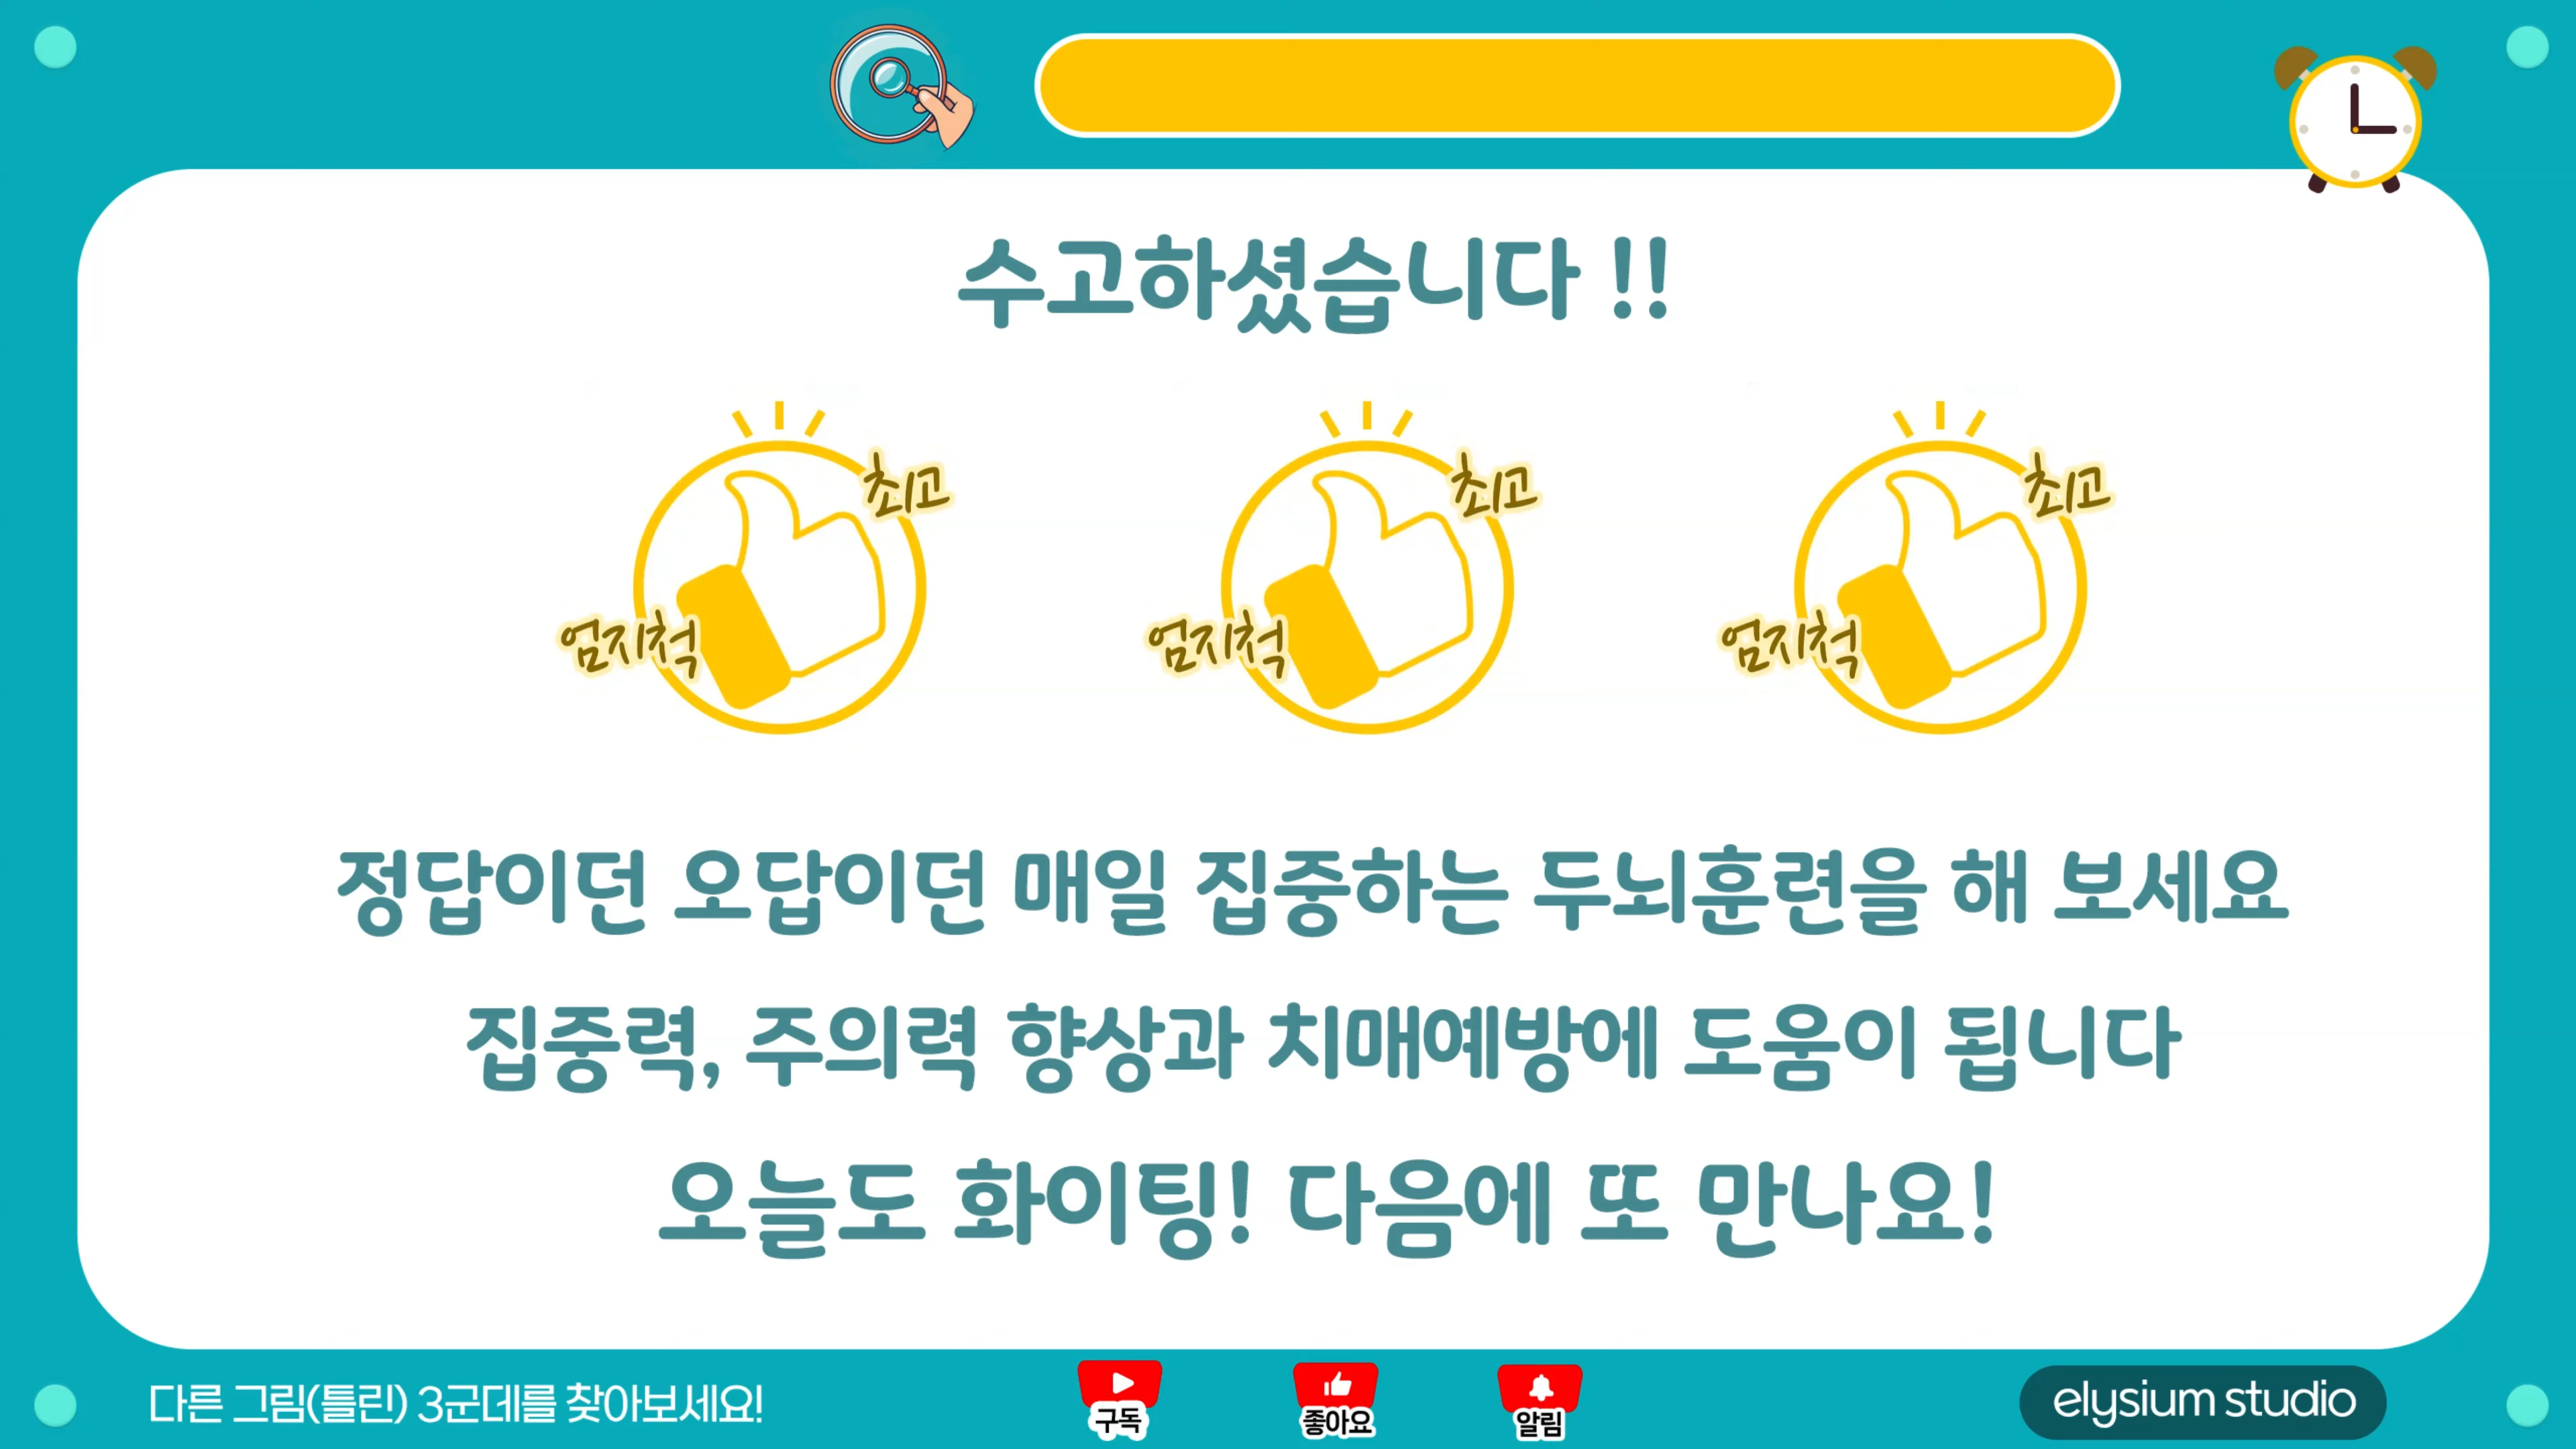 수고하셨습니다 !!
최고
엄지척
최고
엄지척
최고
엄지척
정답이던 오답이던 매일 집중하는 두뇌훈련을 해 보세요
집중력, 주의력 향상과 치매예방에 도움이 됩니다
오늘도 화이팅! 다음에 또 만나요!
다른 그림(틀린) 3군데를 찾아보세요!
구독
좋아요
알림
elysium studio